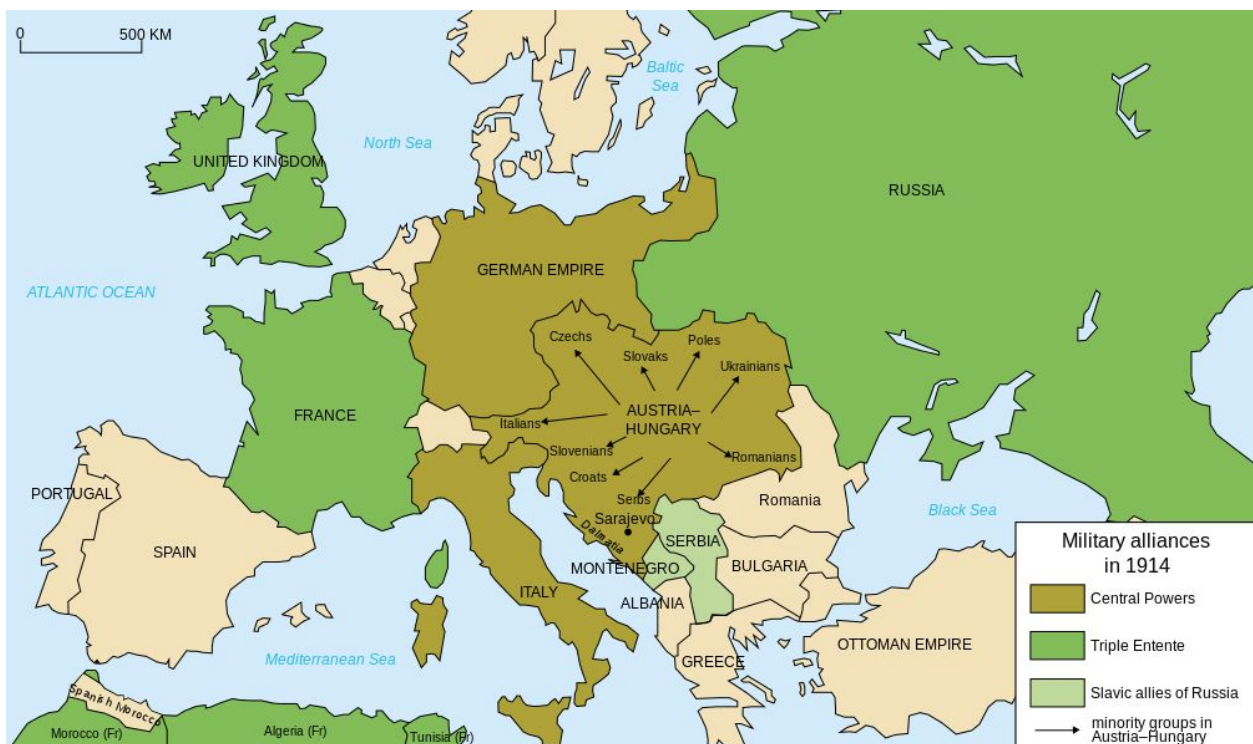 0 500 KM
Baltic
Sea
North Sea
UNITED KINGDOM
RUSSIA
ATLANTIC OCEAN
GERMAN EMPIRE
Czechs
Slovaks
Poles
Ukrainians
FRANCE
AUSTRIA–
HUNGARY
Italians
Slovenians
Romanians
Croats
Serbs
Sarajevo
Dalmatia
PORTUGAL
SPAIN
Romania
Black Sea
SERBIA
MONTENEGRO
BULGARIA
ITALY
ALBANIA
GREECE
OTTOMAN EMPIRE
Mediterranean Sea
Spanish Morocco
Morocco (Fr)
Algeria (Fr)
Tunisia (Fr)
Military alliances
in 1914
Central Powers
Triple Entente
Slavic allies of Russia
minority groups in
Austria–Hungary